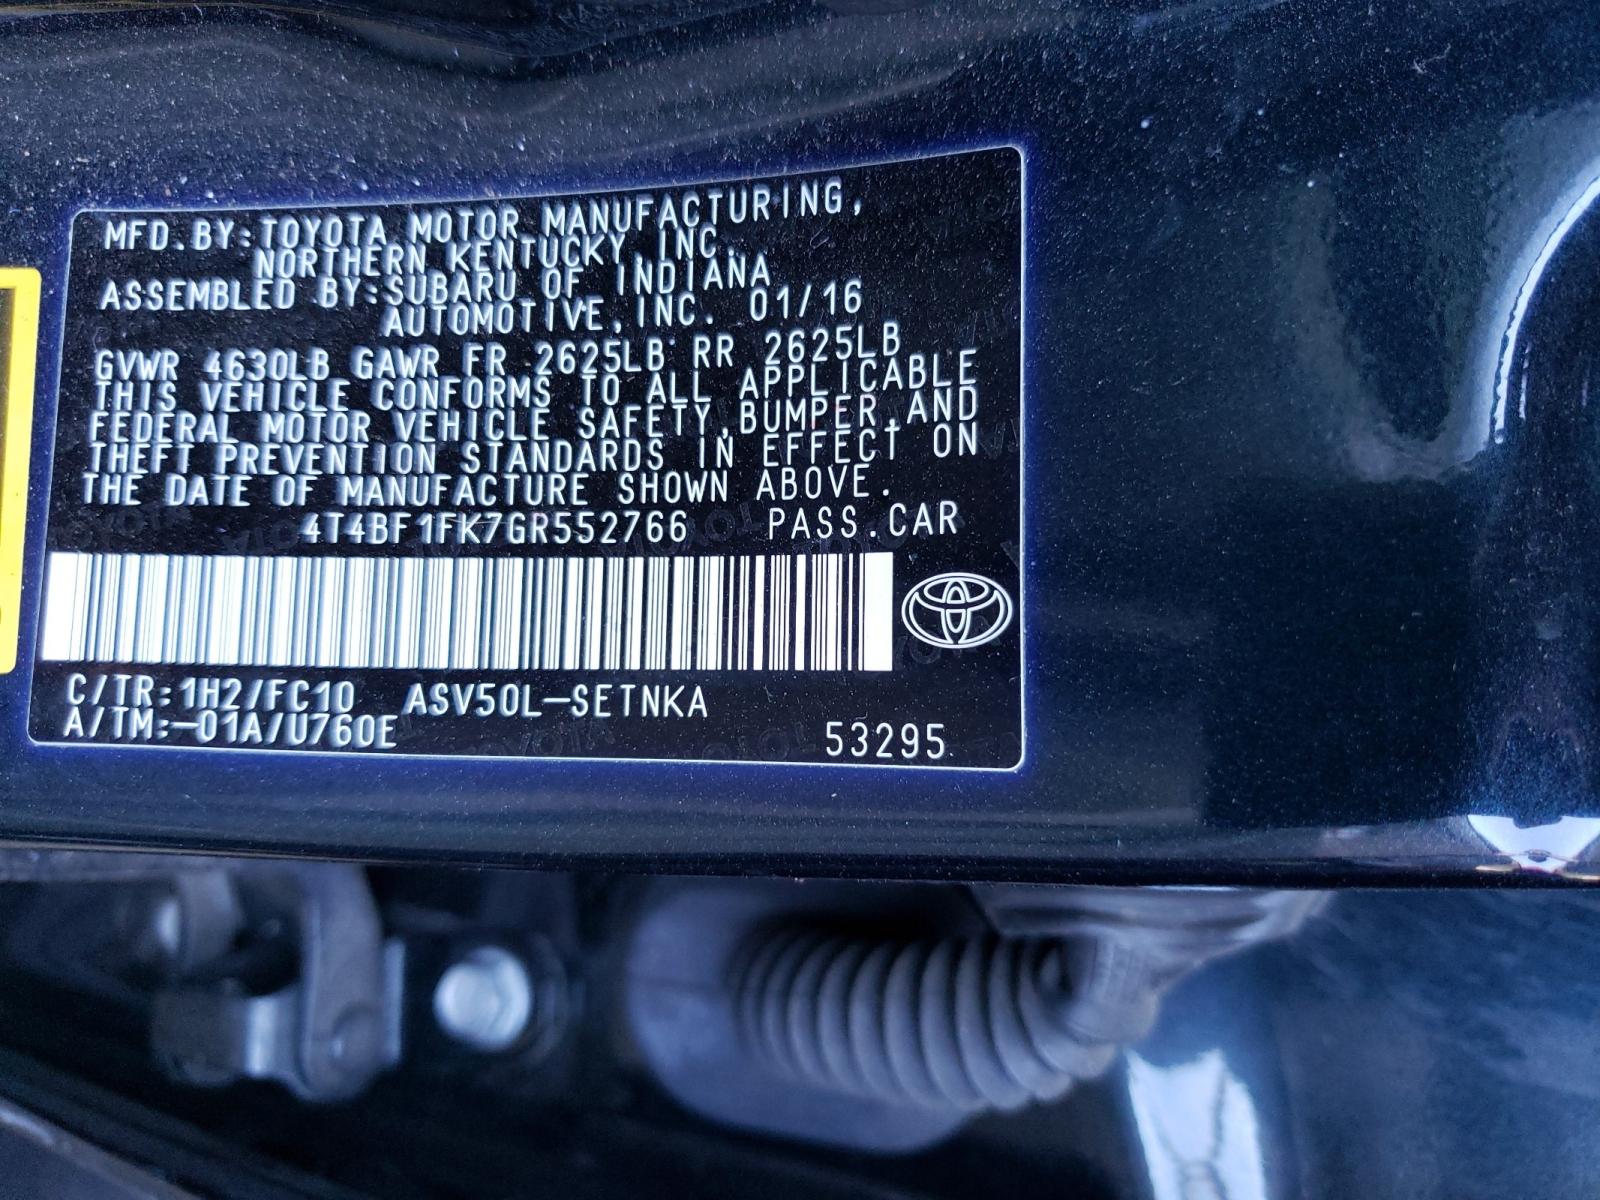 MFD.BY:TOYOTA MOTOR MANUFACTURING,
NORTHERN KENTUCKY, INC.
ASSEMBLED BY:SUBARU OF INDIANA
AUTOMOTIVE, INC. 01/16
GVWR 4630LB GAWR FR 2625LB RR 2625LB
THIS VEHICLE CONFORMS TO ALL APPLICABLE
FEDERAL MOTOR VEHICLE SAFETY, BUMPER, AND
THEFT PREVENTION STANDARDS IN EFFECT ON
THE DATE OF MANUFACTURE SHOWN ABOVE.
4T4BF1FK7GR552766 PASS.CAR
C/TR:1H2/FC10 ASV50L-SETNKA
A/TM:-01A/U760E
53295